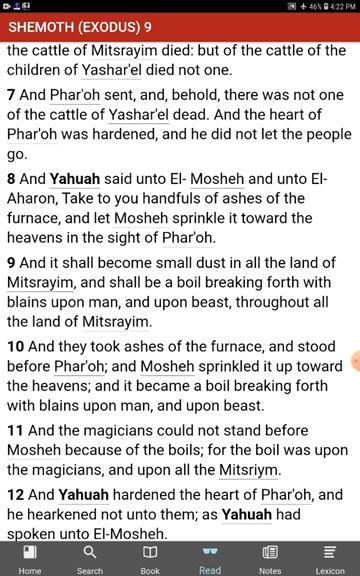 46% 4:22 PM
SHEMOTH (EXODUS) 9
the cattle of Mitsrayim died: but of the cattle of the
children of Yashar'el died not one.
7 And Phar'oh sent, and, behold, there was not one
of the cattle of Yashar'el dead. And the heart of
Phar'oh was hardened, and he did not let the people
go.
8 And Yahuah said unto El- Mosheh and unto El-
Aharon, Take to you handfuls of ashes of the
furnace, and let Mosheh sprinkle it toward the
heavens in the sight of Phar'oh.
9 And it shall become small dust in all the land of
Mitsrayim, and shall be a boil breaking forth with
blains upon man, and upon beast, throughout all
the land of Mitsrayim.
10 And they took ashes of the furnace, and stood
before Phar'oh; and Mosheh sprinkled it up toward
the heavens; and it became a boil breaking forth
with blains upon man, and upon beast.
11 And the magicians could not stand before
Mosheh because of the boils; for the boil was upon
the magicians, and upon all the Mitsriym.
12 And Yahuah hardened the heart of Phar'oh, and
he hearkened not unto them; as Yahuah had
spoken unto El-Mosheh.
Home Search Book Read Notes Lexicon